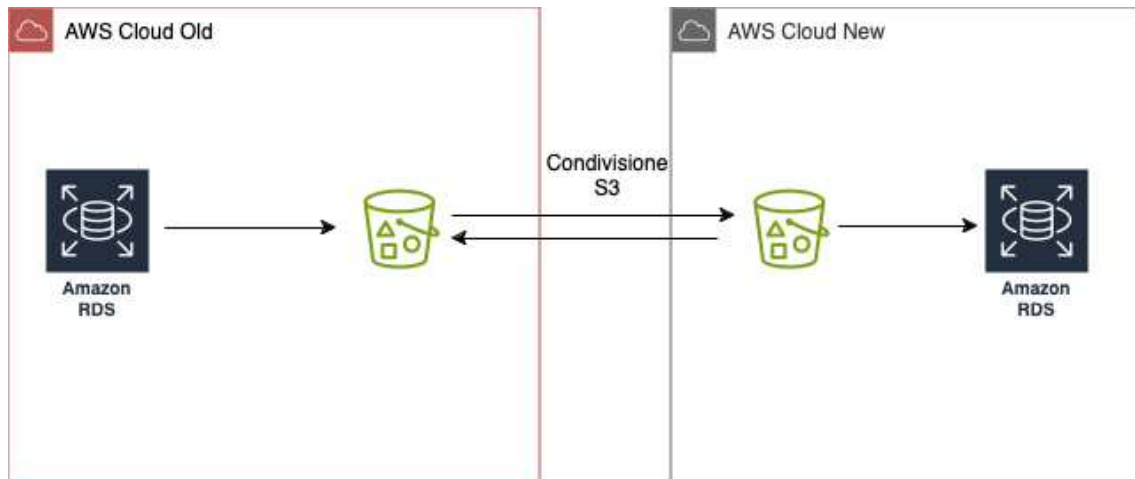 AWS Cloud Old
AWS Cloud New
Condivisione
S3
Amazon
RDS
Amazon
RDS